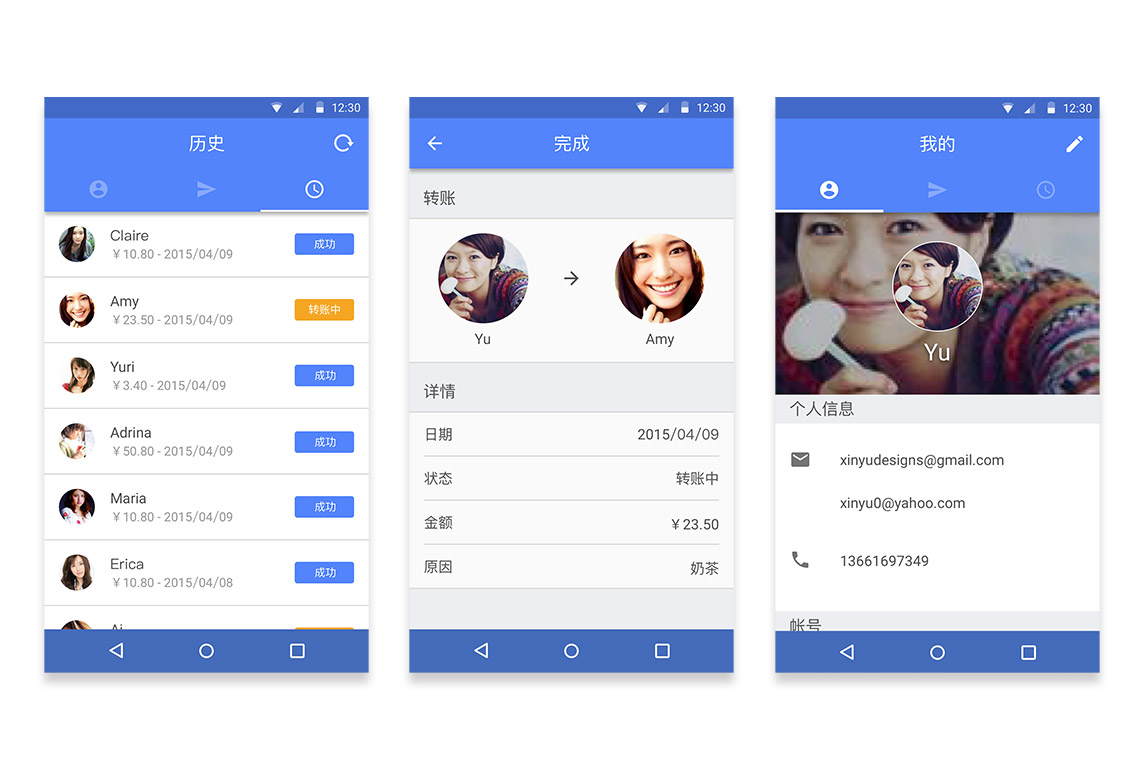 12:30
历史
Claire
￥10.80 - 2015/04/09
成功
Amy
￥23.50 - 2015/04/09
转账中
Yuri
￥3.40 - 2015/04/09
成功
Adrina
￥50.80 - 2015/04/09
成功
Maria
￥10.80 - 2015/04/09
成功
Erica
￥10.80 - 2015/04/08
成功
12:30
完成
转账
Yu
Amy
详情
日期 2015/04/09
状态 转账中
金额 ￥23.50
原因 奶茶
12:30
我的
Yu
个人信息
xinyudesigns@gmail.com
xinyu0@yahoo.com
13661697349
帐号